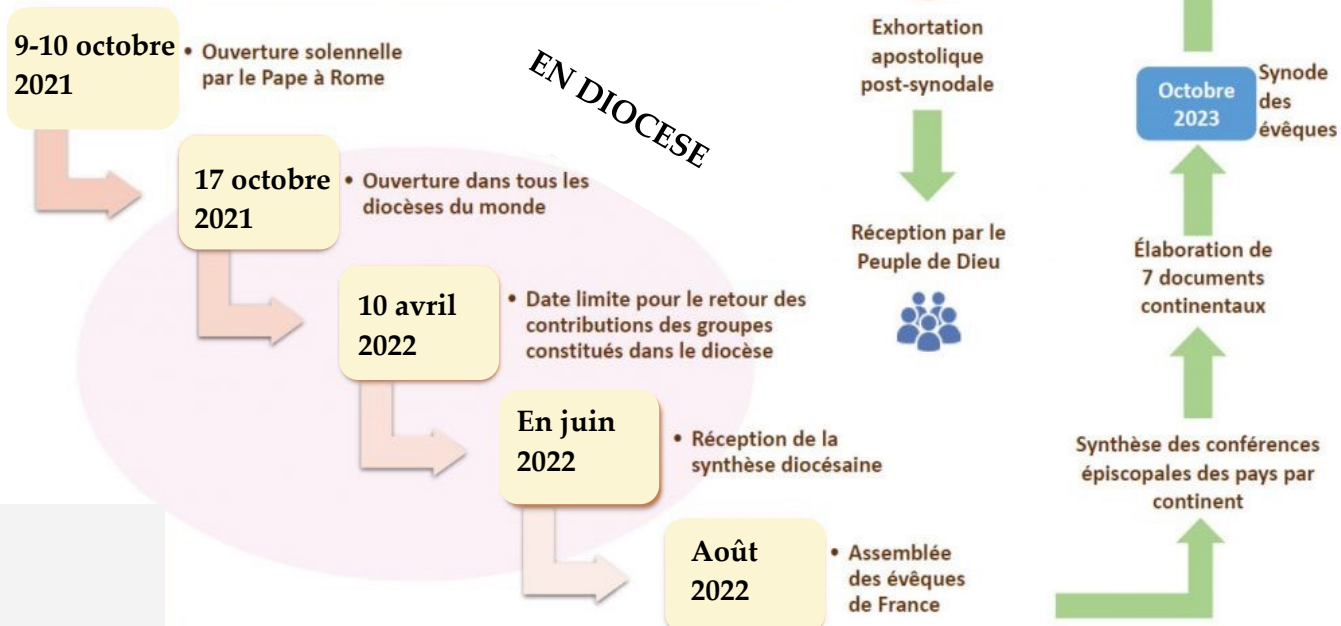 9-10 octobre
2021
• Ouverture solennelle
par le Pape à Rome
EN DIOCESE
17 octobre
2021
• Ouverture dans tous les
diocèses du monde
10 avril
2022
• Date limite pour le retour des
contributions des groupes
constitués dans le diocèse
En juin
2022
• Réception de la
synthèse diocésaine
Août
2022
• Assemblée
des évêques
de France
Synthèse des conférences
épiscopales des pays par
continent
Élaboration de
7 documents
continentaux
Octobre
2023
Synode
des
évêques
Exhortation
apostolique
post-synodale
Réception par le
Peuple de Dieu